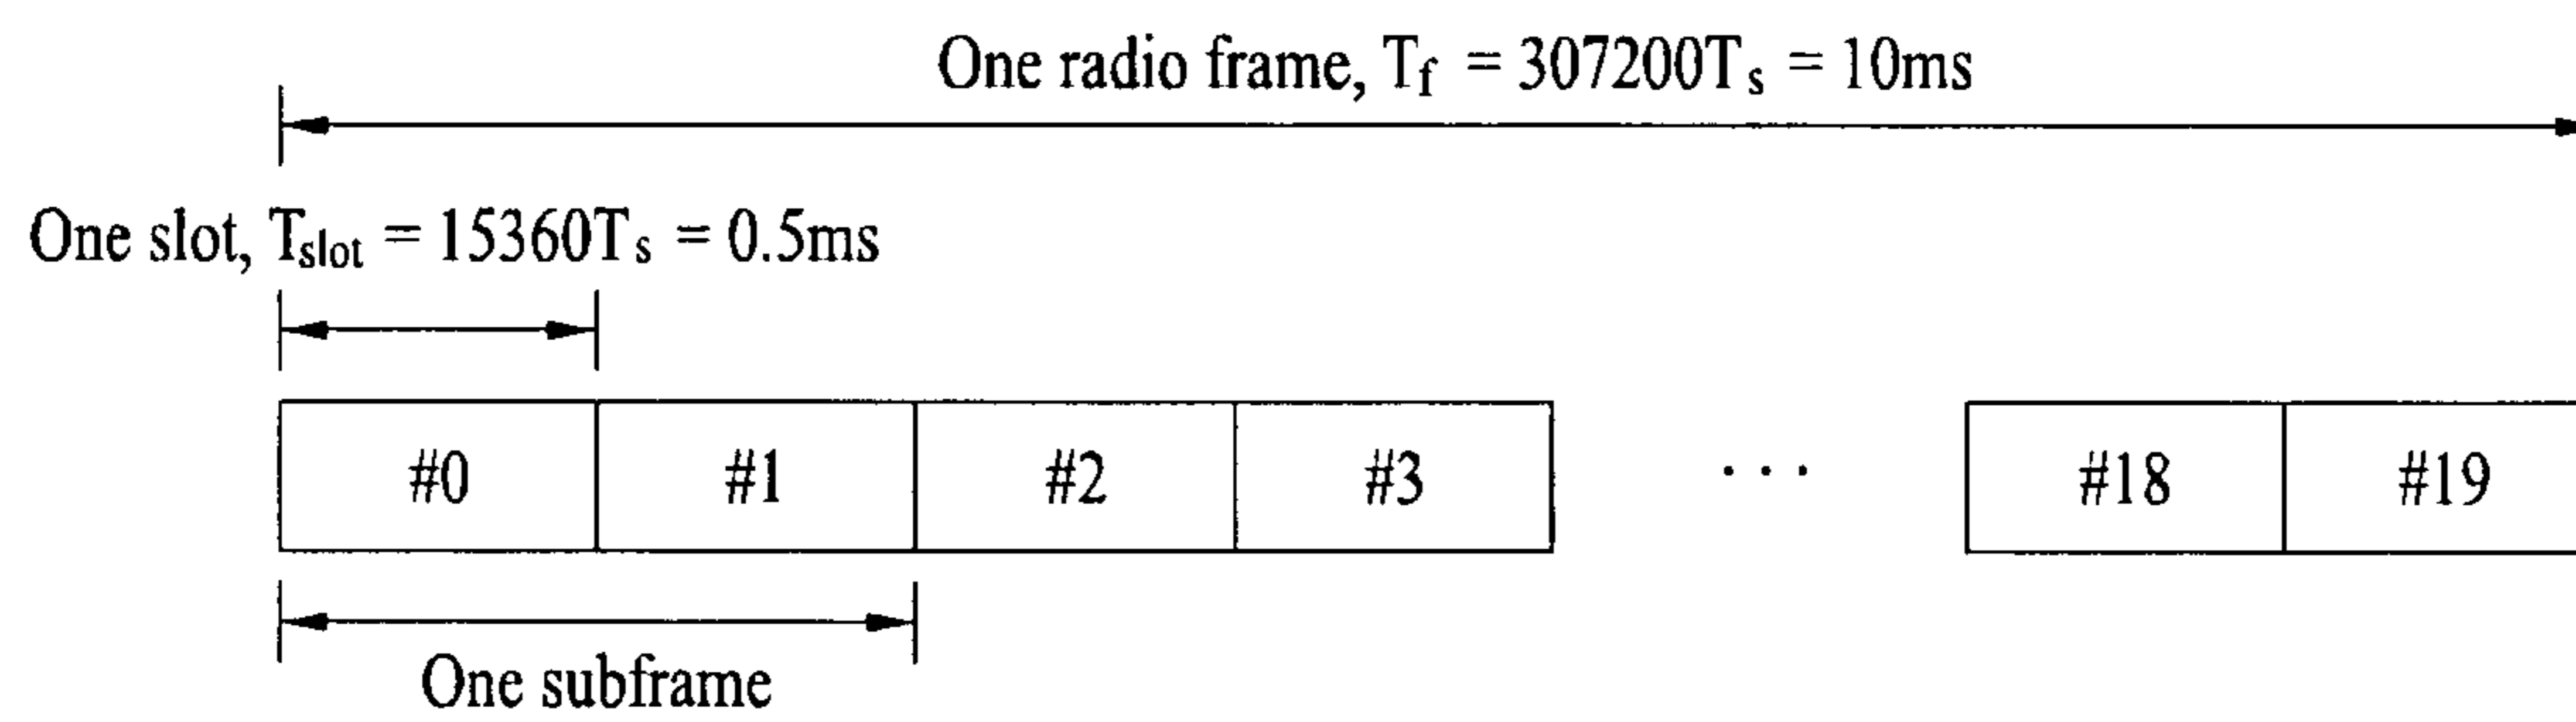 One radio frame, Tf = 307200Ts = 10ms
One slot, Tslot = 15360Ts = 0.5ms
#0 #1 #2 #3 ... #18 #19
One subframe